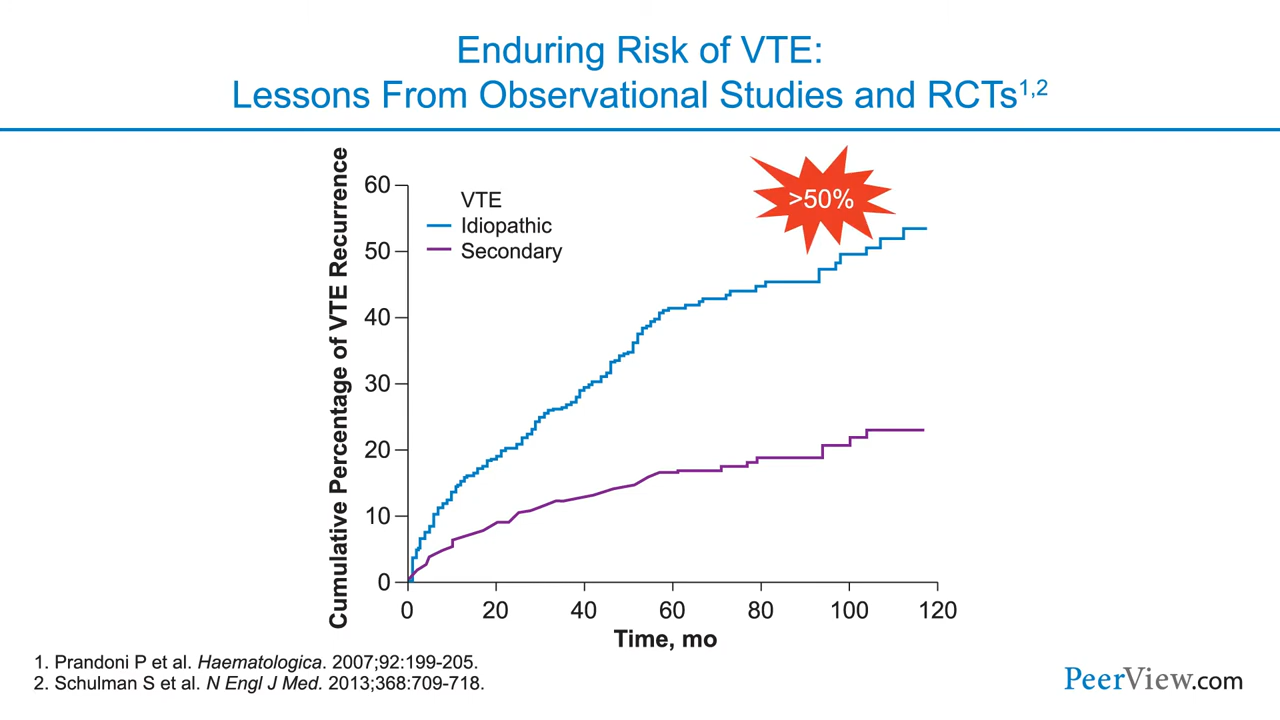 Enduring Risk of VTE:
Lessons From Observational Studies and RCTs1,2
Cumulative Percentage of VTE Recurrence
60
50
40
30
20
10
0
VTE
Idiopathic
Secondary
>50%
0 20 40 60 80 100 120
Time, mo
1. Prandoni P et al. Haematologica. 2007;92:199-205.
2. Schulman S et al. N Engl J Med. 2013;368:709-718.
PeerView.com